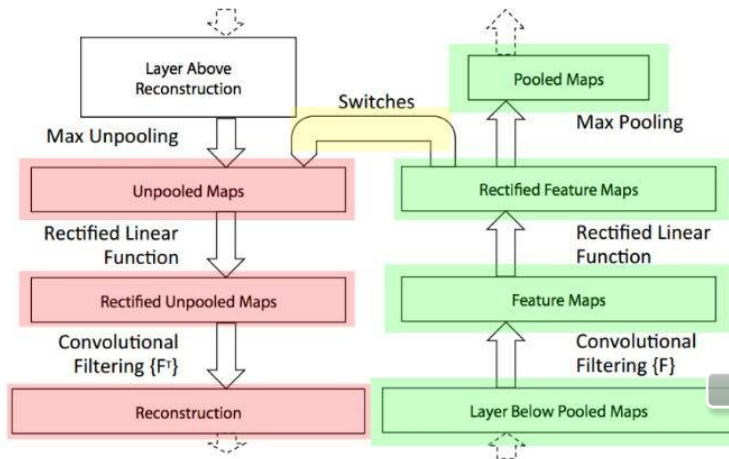 Layer Above
Reconstruction
Pooled Maps
Switches
Max Unpooling
Max Pooling
Unpooled Maps
Rectified Feature Maps
Rectified Linear
Function
Rectified Linear
Function
Rectified Unpooled Maps
Feature Maps
Convolutional
Filtering {Fᵀ}
Convolutional
Filtering {F}
Reconstruction
Layer Below Pooled Maps